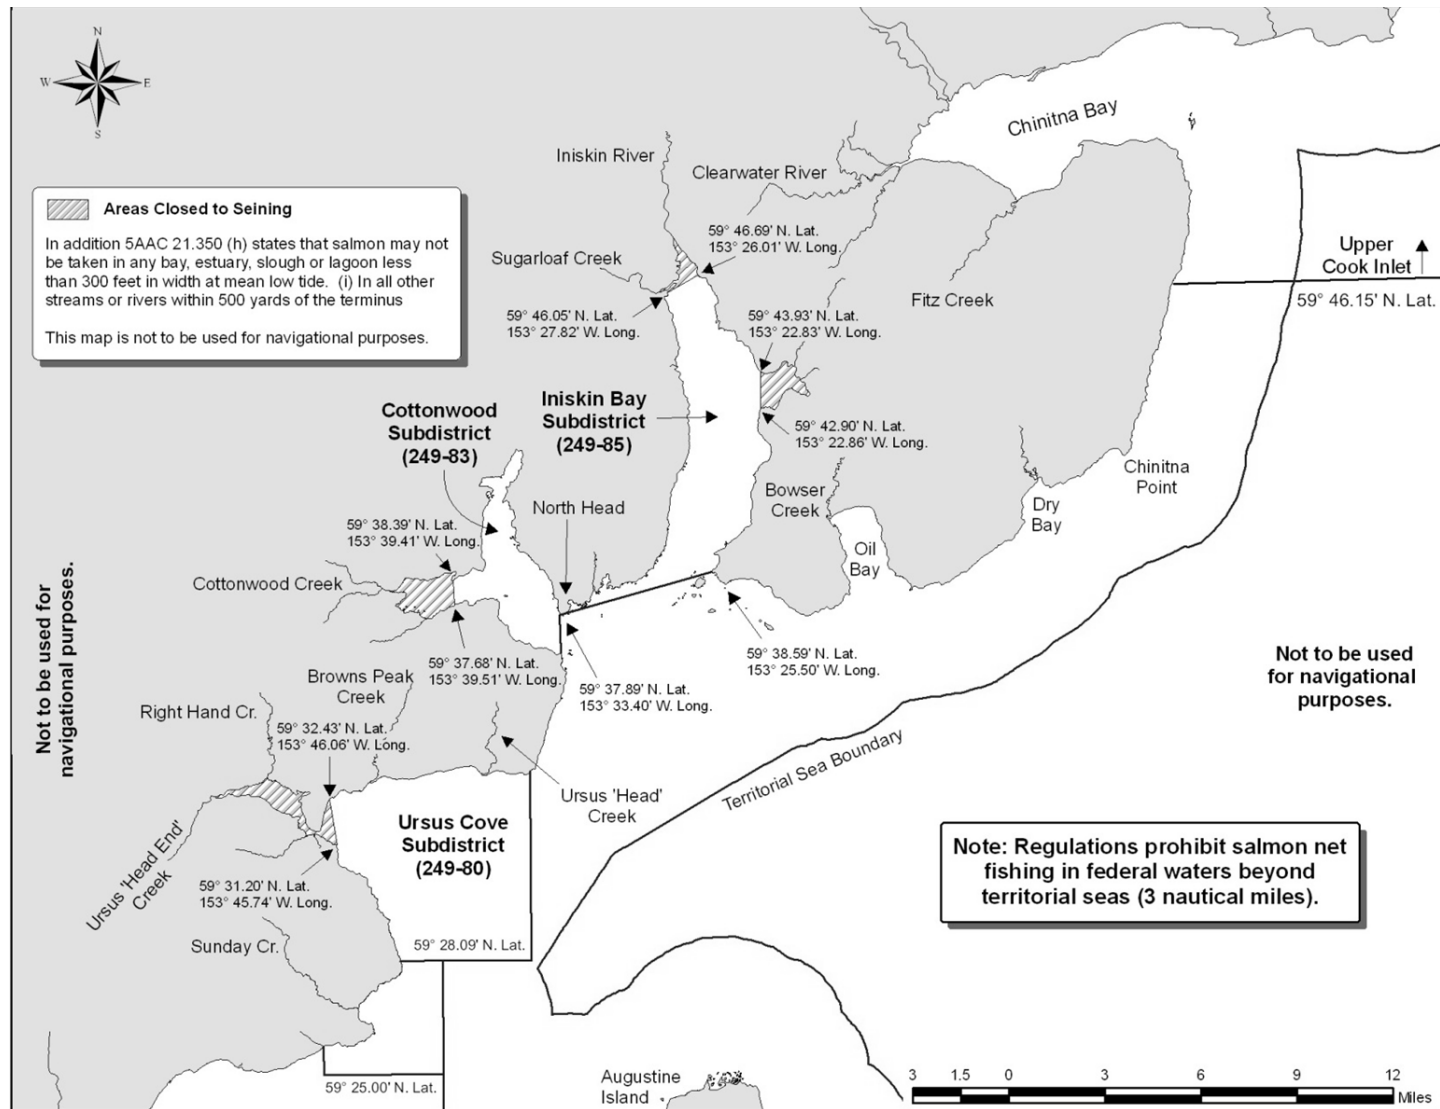 N
W
E
S
Chinitna Bay
Iniskin River
Clearwater River
Areas Closed to Seining
In addition 5AAC 21.350 (h) states that salmon may not
be taken in any bay, estuary, slough or lagoon less
than 300 feet in width at mean low tide. (i) In all other
streams or rivers within 500 yards of the terminus
This map is not to be used for navigational purposes.
59° 46.69' N. Lat.
153° 26.01' W. Long.
Sugarloaf Creek
Upper
Cook Inlet
59° 46.15' N. Lat.
Fitz Creek
59° 46.05' N. Lat.
153° 27.82' W. Long.
59° 43.93' N. Lat.
153° 22.83' W. Long.
Cottonwood
Subdistrict
(249-83)
Iniskin Bay
Subdistrict
(249-85)
59° 42.90' N. Lat.
153° 22.86' W. Long.
Chinitna
Point
Bowser
Creek
North Head
Dry
Bay
59° 38.39' N. Lat.
153° 39.41' W. Long.
Oil
Bay
Cottonwood Creek
Not to be used for
navigational purposes.
59° 38.59' N. Lat.
153° 25.50' W. Long.
Not to be used
for navigational
purposes.
59° 37.68' N. Lat.
153° 39.51' W. Long.
Browns Peak
Creek
59° 37.89' N. Lat.
153° 33.40' W. Long.
Right Hand Cr.
59° 32.43' N. Lat.
153° 46.06' W. Long.
Territorial Sea Boundary
Ursus 'Head'
Creek
Ursus Cove
Subdistrict
(249-80)
Ursus 'Head End'
Creek
Note: Regulations prohibit salmon net
fishing in federal waters beyond
territorial seas (3 nautical miles).
59° 31.20' N. Lat.
153° 45.74' W. Long.
Sunday Cr.
59° 28.09' N. Lat.
59° 25.00' N. Lat.
Augustine
Island
3 1.5 0 3 6 9 12
Miles